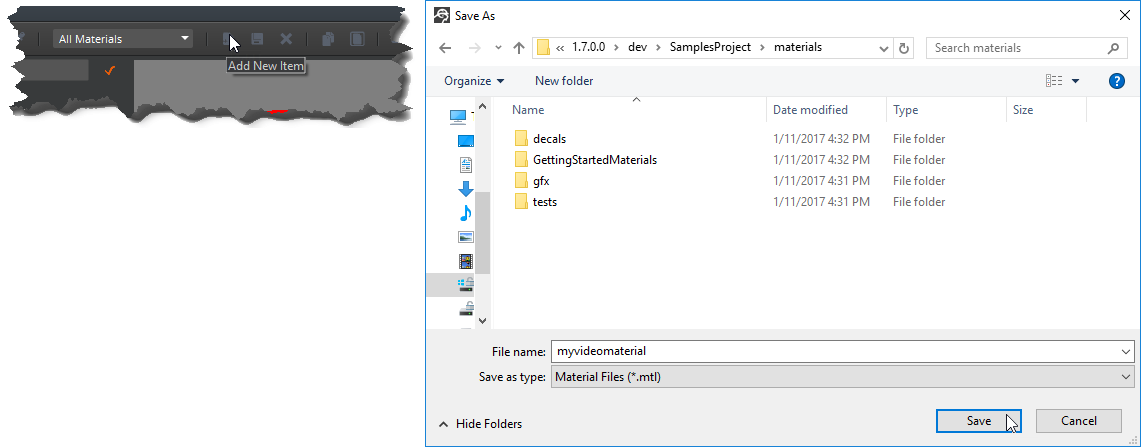 All Materials
Add New Item
Save As
« 1.7.0.0 › dev › SamplesProject › materials
Search materials
Organize
New folder
Name Date modified Type Size
decals 1/11/2017 4:32 PM File folder
GettingStartedMaterials 1/11/2017 4:32 PM File folder
gfx 1/11/2017 4:31 PM File folder
tests 1/11/2017 4:31 PM File folder
File name: myvideomaterial
Save as type: Material Files (*.mtl)
Hide Folders
Save
Cancel